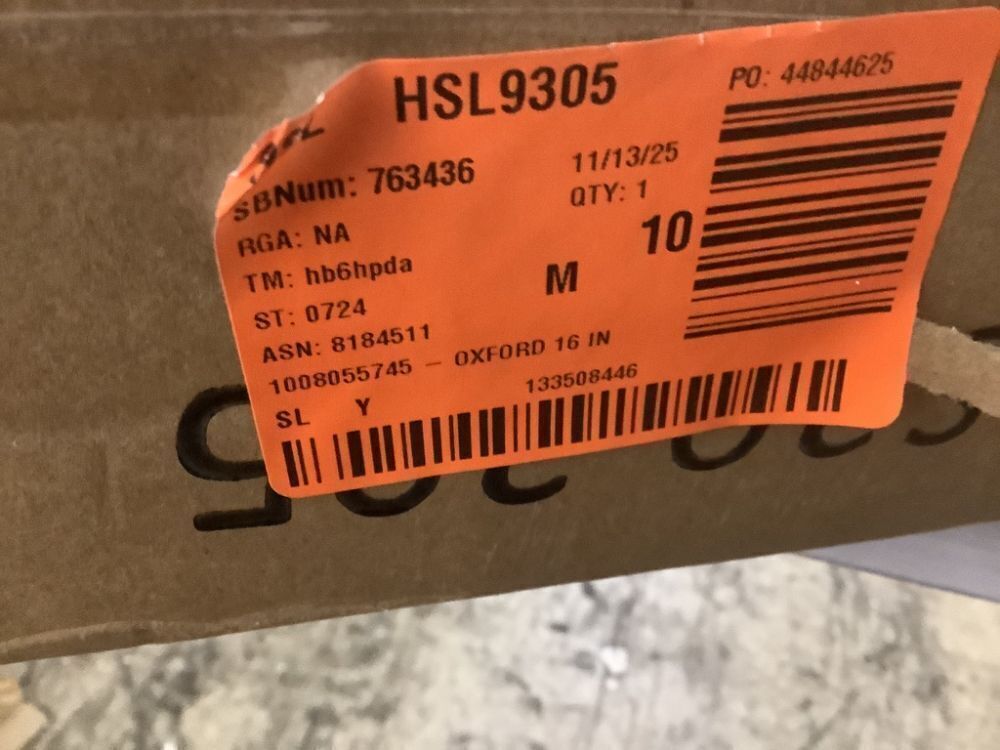 HSL9305
PO: 44844625
SBNum: 763436
11/13/25
QTY: 1
RGA: NA
10
TM: hb6hpda
M
ST: 0724
ASN: 8184511
1008055745 - OXFORD 16 IN
SL Y
133508446